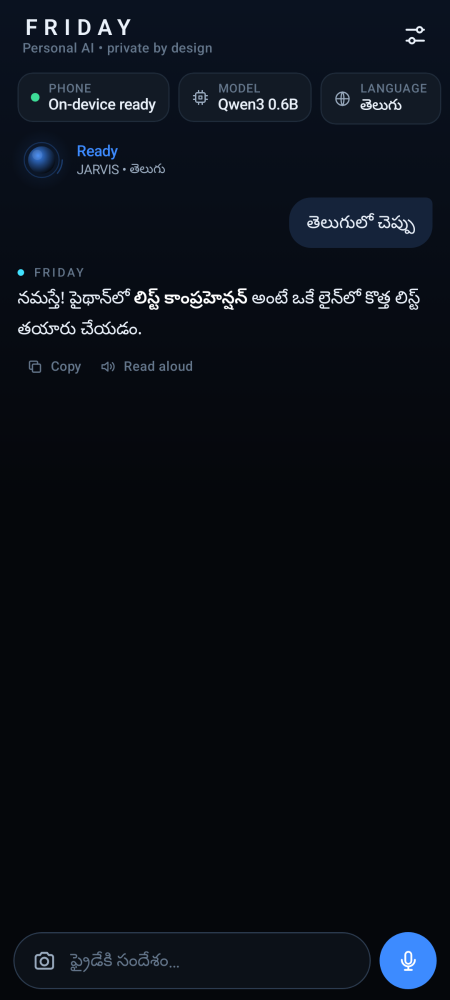 FRIDAY
Personal AI • private by design
PHONE
On-device ready
MODEL
Qwen3 0.6B
LANGUAGE
తెలుగు
Ready
JARVIS • తెలుగు
తెలుగులో చెప్పు
FRIDAY
నమస్తే! పైథాన్‌లో లిస్ట్ కాంప్రహెన్షన్ అంటే ఒకే లైన్‌లో కొత్త లిస్ట్
తయారు చేయడం.
Copy
Read aloud
ఫ్రైడేకి సందేశం…